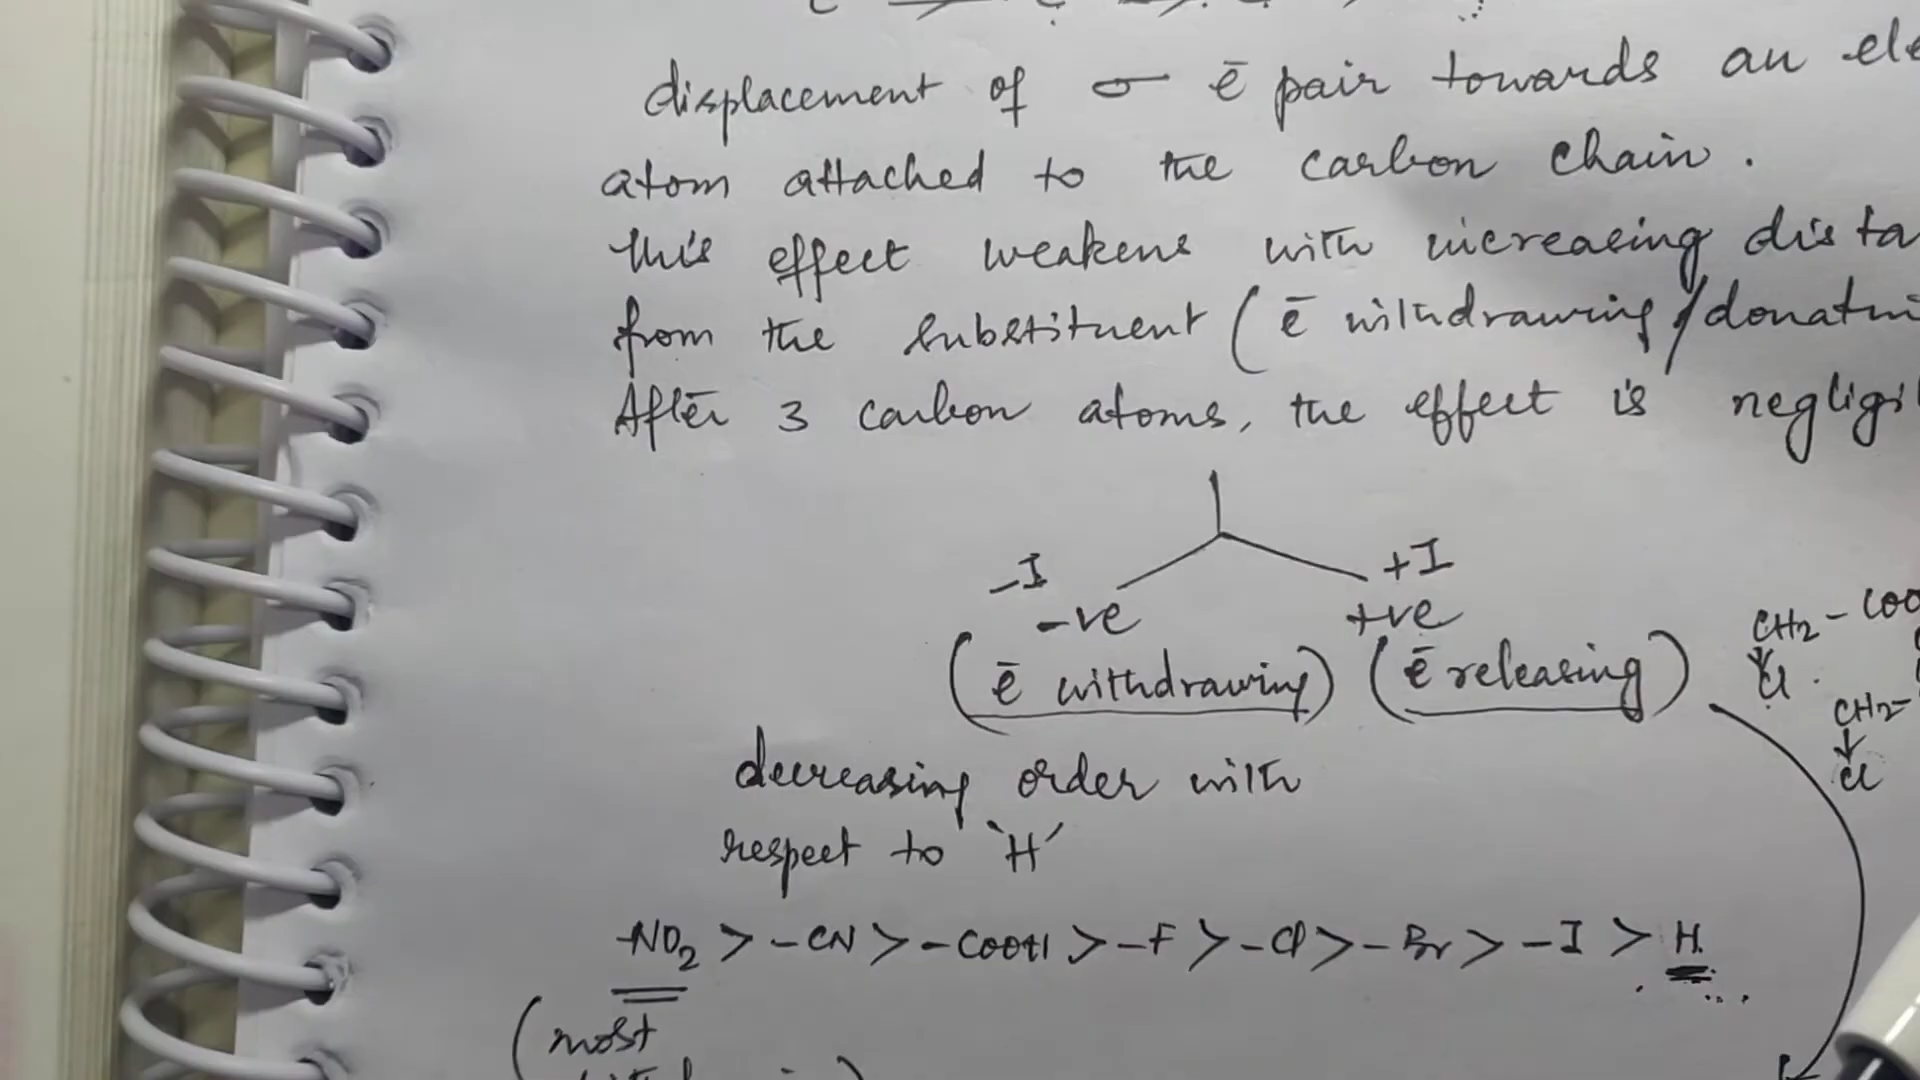 displacement of σ ē pair towards an ele
atom attached to the carbon chain.
this effect weakens with increasing dista
from the substituent (ē withdrawing/donatin
After 3 carbon atoms, the effect is negligi
-I +I
-ve +ve
(ē withdrawing) (ē releasing)
CH2 - COO
Cl
CH2-
Cl
decreasing order with
respect to 'H'
-NO2 > -CN > -COOH > -F > -Cl > -Br > -I > H
(most